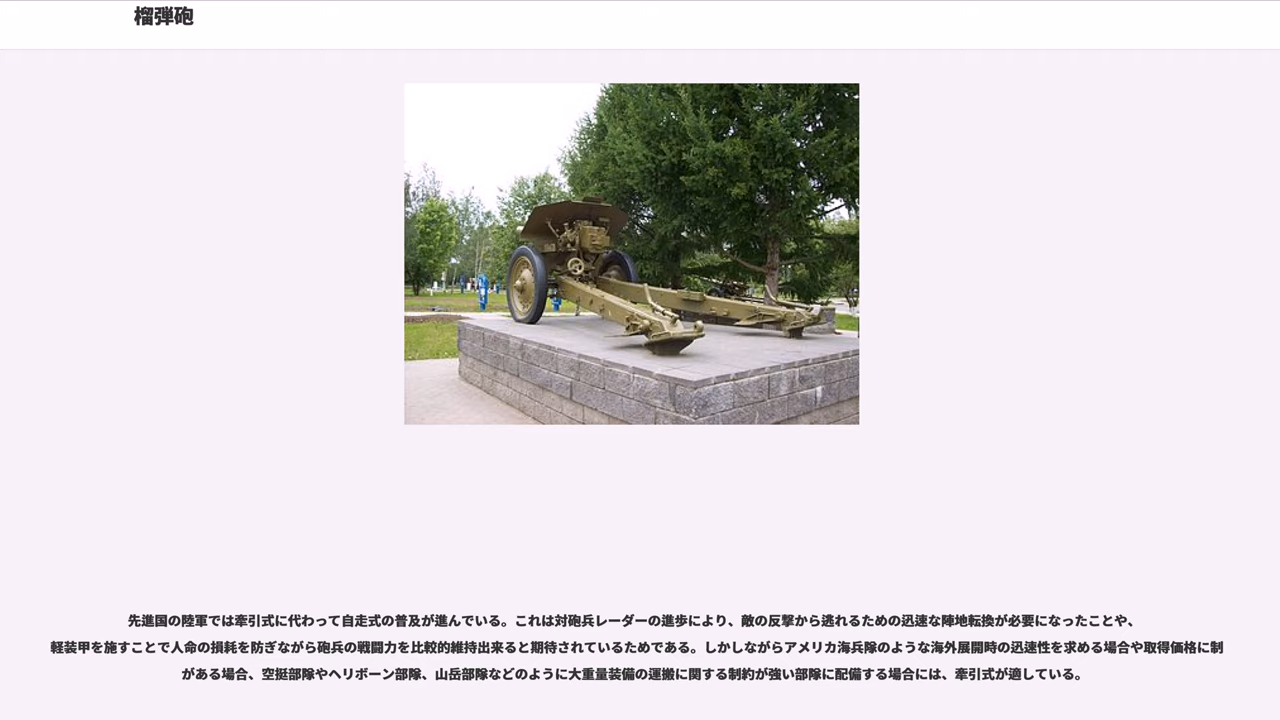 榴弾砲
先進国の陸軍では牽引式に代わって自走式の普及が進んでいる。これは対砲兵レーダーの進歩により、敵の反撃から逃れるための迅速な陣地転換が必要になったことや、
軽装甲を施すことで人命の損耗を防ぎながら砲兵の戦闘力を比較的維持出来ると期待されているためである。しかしながらアメリカ海兵隊のような海外展開時の迅速性を求める場合や取得価格に制
がある場合、空挺部隊やヘリボーン部隊、山岳部隊などのように大重量装備の運搬に関する制約が強い部隊に配備する場合には、牽引式が適している。